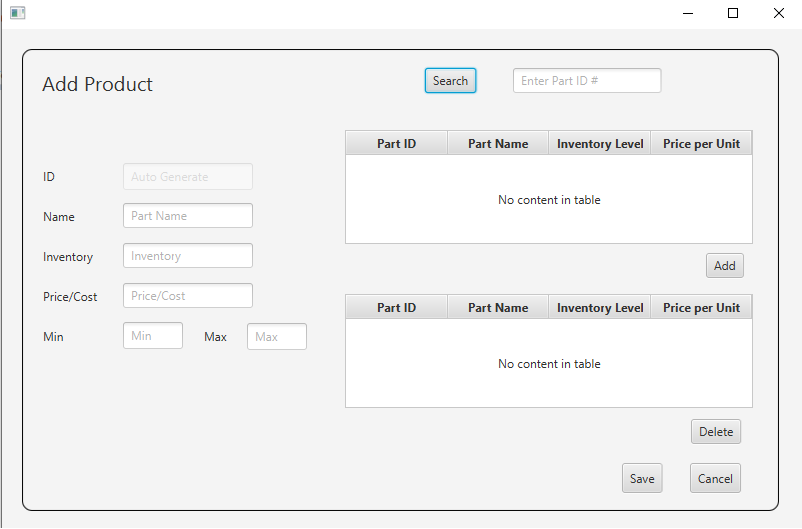 Add Product
Search Enter Part ID #
ID Auto Generate
Name Part Name
Inventory Inventory
Price/Cost Price/Cost
Min Min Max Max
Part ID Part Name Inventory Level Price per Unit
No content in table
Add
Part ID Part Name Inventory Level Price per Unit
No content in table
Delete
Save Cancel